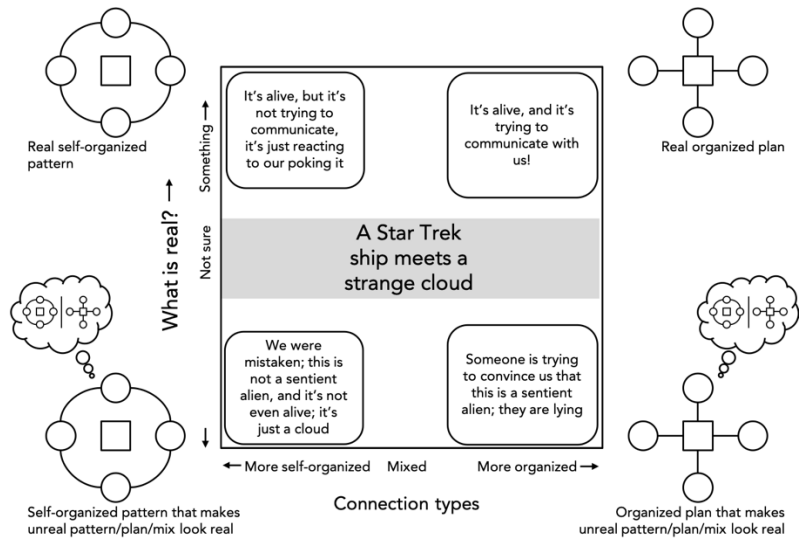 It's alive, but it's
not trying to
communicate,
it's just reacting
to our poking it
It's alive, and it's
trying to
communicate with
us!
Real self-organized
pattern
Real organized plan
Something
What is real?
Not sure
A Star Trek
ship meets a
strange cloud
We were
mistaken; this is
not a sentient
alien, and it's not
even alive; it's
just a cloud
Someone is trying
to convince us that
this is a sentient
alien; they are lying
More self-organized
Mixed
More organized
Connection types
Self-organized pattern that makes
unreal pattern/plan/mix look real
Organized plan that makes
unreal pattern/plan/mix look real